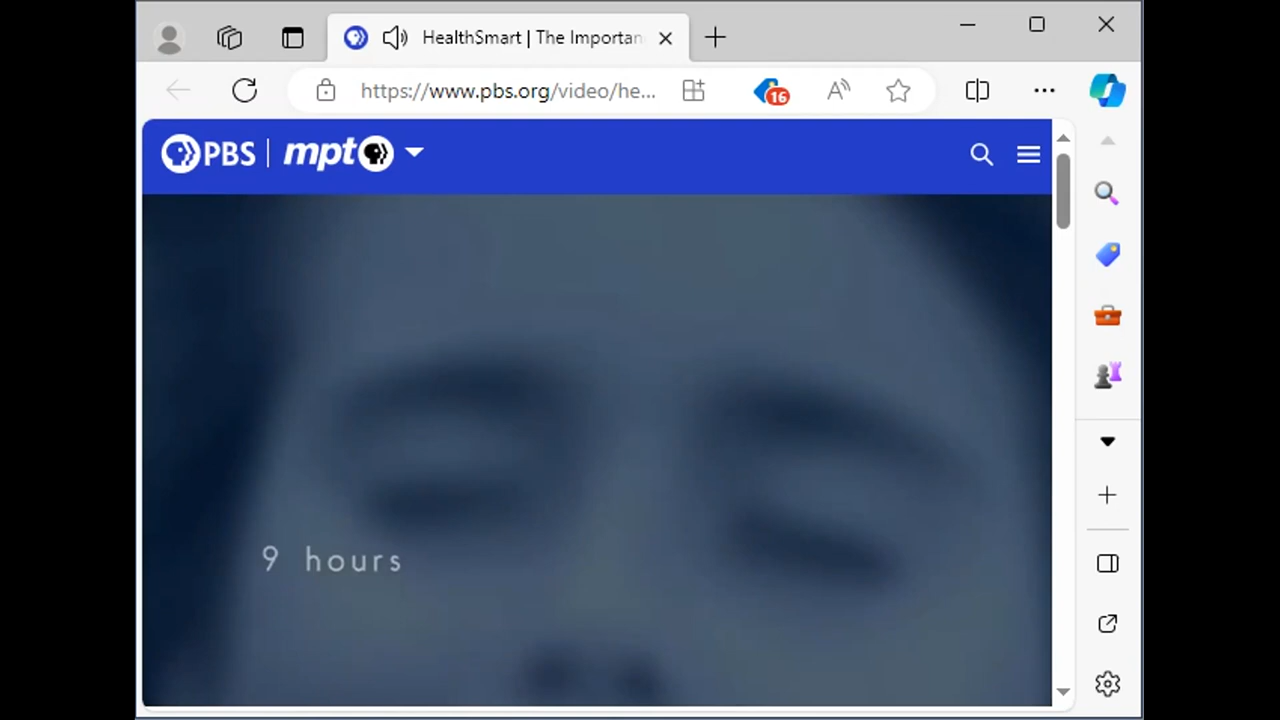 HealthSmart | The Importan
https://www.pbs.org/video/he...
16
PBS | mpt
9 hours